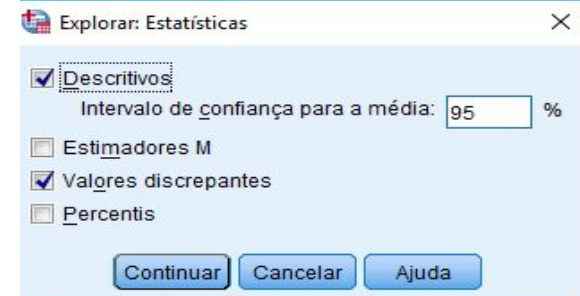 Explorar: Estatísticas
Descritivos
Intervalo de confiança para a média: 95 %
Estimadores M
Valores discrepantes
Percentis
Continuar Cancelar Ajuda